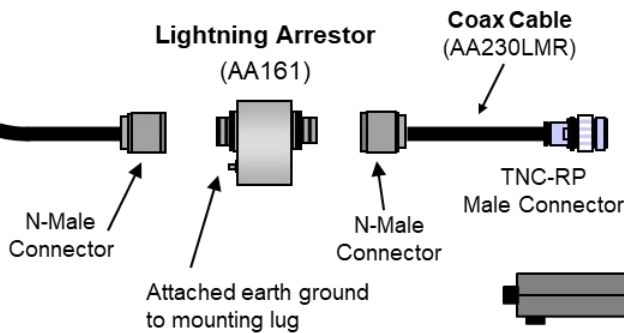 Lightning Arrestor
(AA161)
Coax Cable
(AA230LMR)
N-Male
Connector
Attached earth ground
to mounting lug
N-Male
Connector
TNC-RP
Male Connector